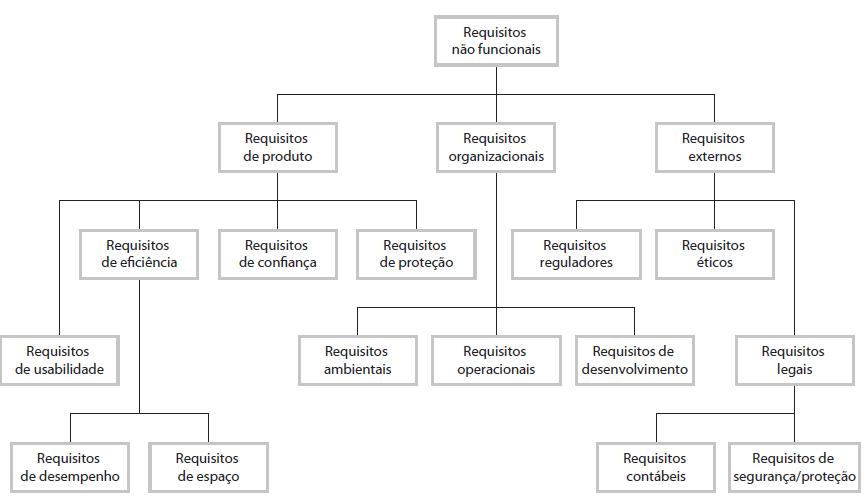 Requisitos
não funcionais
Requisitos
de produto
Requisitos
organizacionais
Requisitos
externos
Requisitos
de eficiência
Requisitos
de confiança
Requisitos
de proteção
Requisitos
reguladores
Requisitos
éticos
Requisitos
de usabilidade
Requisitos
ambientais
Requisitos
operacionais
Requisitos de
desenvolvimento
Requisitos
legais
Requisitos
de desempenho
Requisitos
de espaço
Requisitos
contábeis
Requisitos de
segurança/proteção